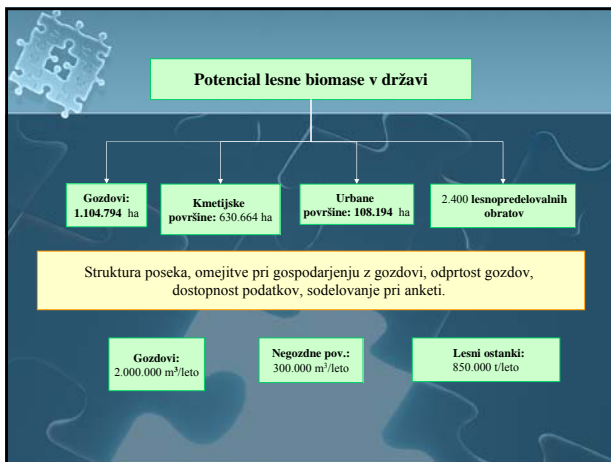 Potencial lesne biomase v državi
Gozdovi:
1.104.794 ha
Kmetijske
površine: 630.664 ha
Urbane
površine: 108.194 ha
2.400 lesnopredelovalnih
obratov
Struktura poseka, omejitve pri gospodarjenju z gozdovi, odprtost gozdov,
dostopnost podatkov, sodelovanje pri anketi.
Gozdovi:
2.000.000 m³/leto
Negozdne pov.:
300.000 m³/leto
Lesni ostanki:
850.000 t/leto